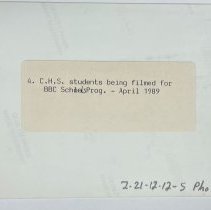 4. C.H.S. students being filmed for
BBC Schools Prog. - April 1989
2-21-12-12-5 Pho